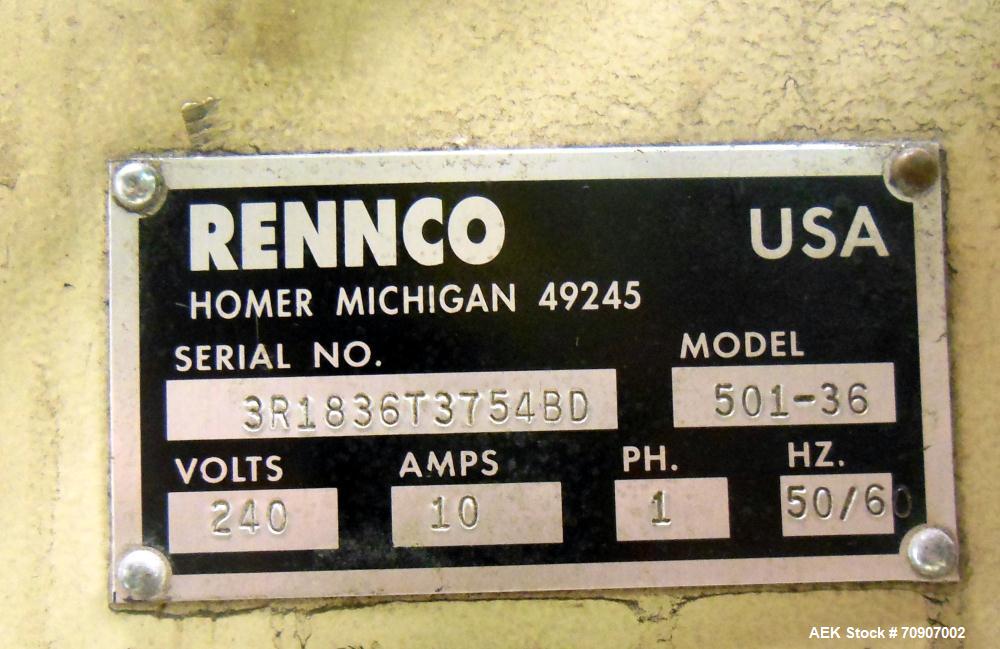 RENNCO USA
HOMER MICHIGAN 49245
SERIAL NO. MODEL
3R1836T3754BD 501-36
VOLTS AMPS PH. HZ.
240 10 1 50/60
AEK Stock # 70907002